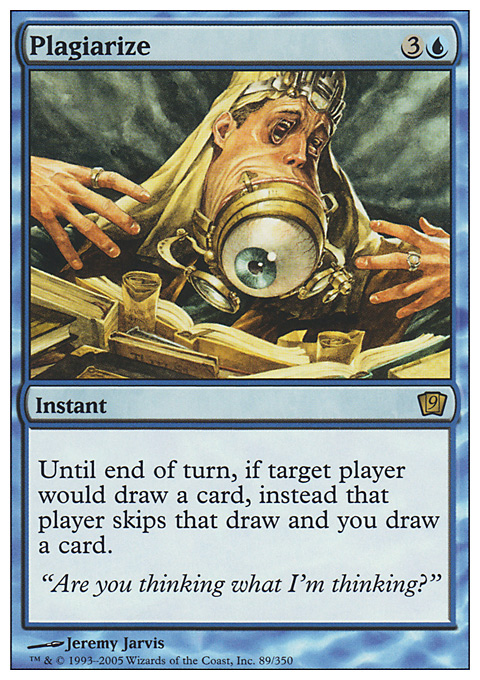 Plagiarize 3
Instant 9
Until end of turn, if target player
would draw a card, instead that
player skips that draw and you draw
a card.
“Are you thinking what I’m thinking?”
Jeremy Jarvis
™ & © 1993–2005 Wizards of the Coast, Inc. 89/350